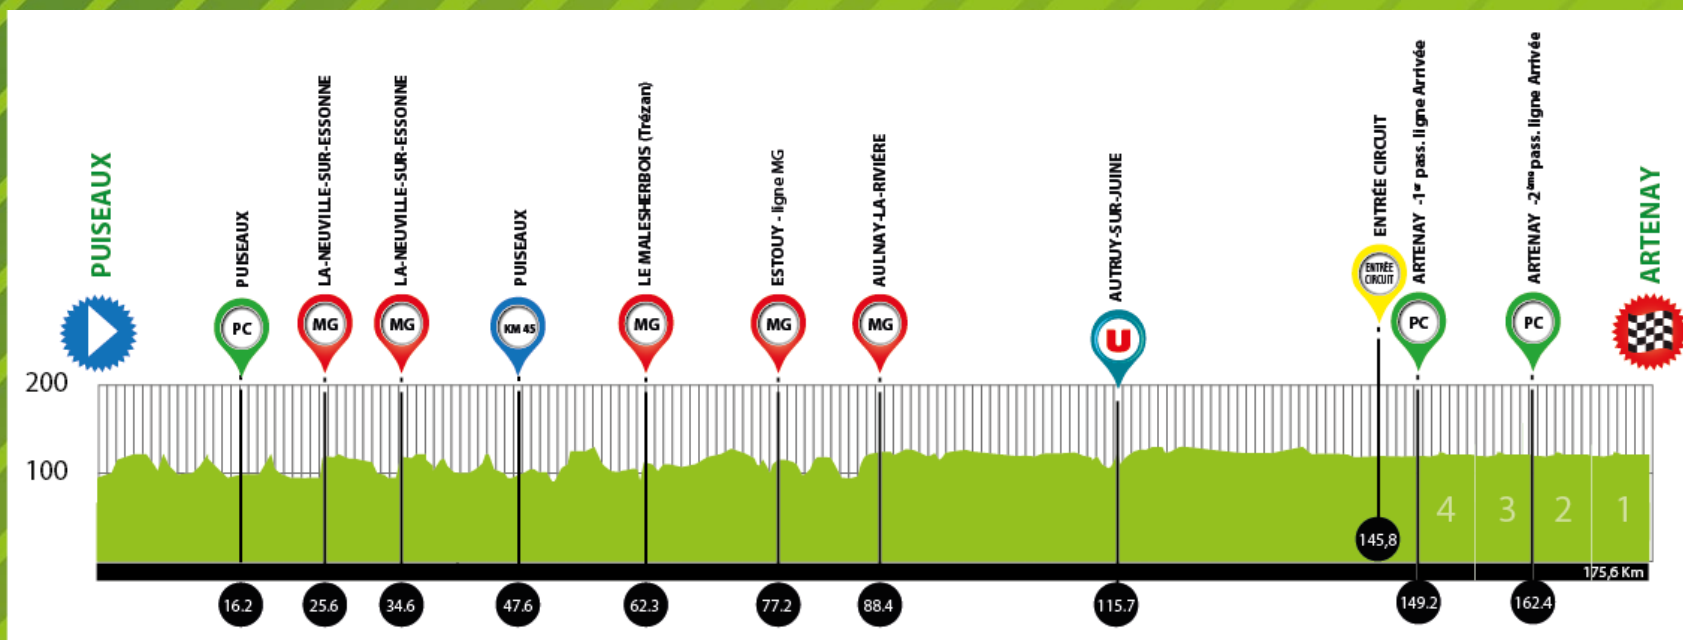 PUISEAUX
PUISEAUX
LA-NEUVILLE-SUR-ESSONNE
LA-NEUVILLE-SUR-ESSONNE
PUISEAUX
LE MALESHERBOIS (Trézan)
ESTOUY - ligne MG
AULNAY-LA-RIVIÉRE
AUTRUY-SUR-JUINE
ENTRÉE CIRCUIT
ARTENAY -1er pass. ligne Arrivée
ARTENAY -2ème pass. ligne Arrivée
ARTENAY
PC
MG
MG
KM 45
MG
MG
MG
U
ENTRÉE
CIRCUIT
PC
PC
200
100
4 3 2 1
145,8
175,6 Km
16.2
25.6
34.6
47.6
62.3
77.2
88.4
115.7
149.2
162.4